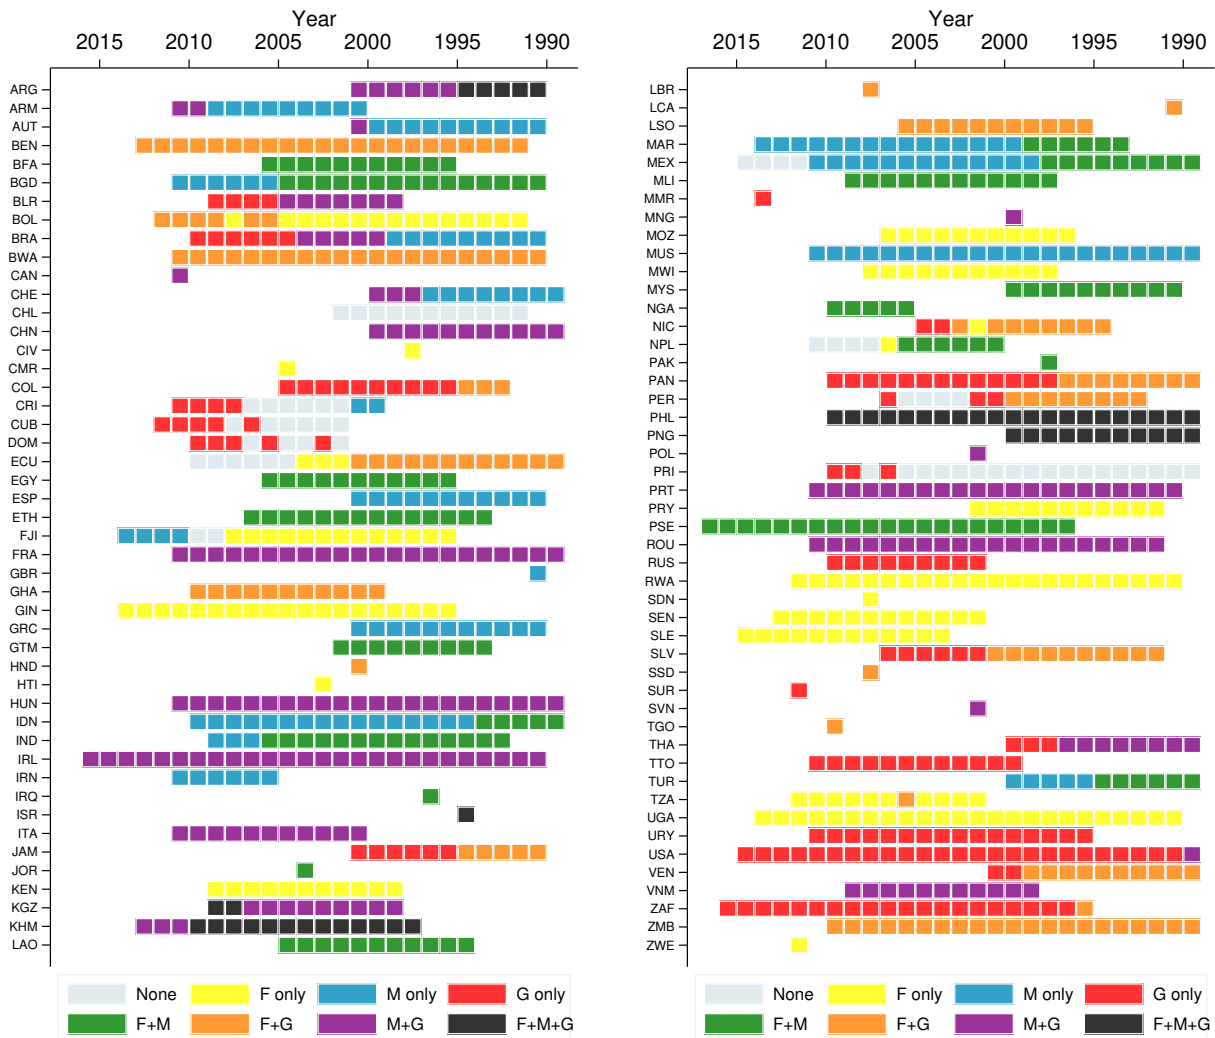 Year
2015 2010 2005 2000 1995 1990
ARG
ARM
AUT
BEN
BFA
BGD
BLR
BOL
BRA
BWA
CAN
CHE
CHL
CHN
CIV
CMR
COL
CRI
CUB
DOM
ECU
EGY
ESP
ETH
FJI
FRA
GBR
GHA
GIN
GRC
GTM
HND
HTI
HUN
IDN
IND
IRL
IRN
IRQ
ISR
ITA
JAM
JOR
KEN
KGZ
KHM
LAO
None F only M only G only
F+M F+G M+G F+M+G
Year
2015 2010 2005 2000 1995 1990
LBR
LCA
LSO
MAR
MEX
MLI
MMR
MNG
MOZ
MUS
MWI
MYS
NGA
NIC
NPL
PAK
PAN
PER
PHL
PNG
POL
PRI
PRT
PRY
PSE
ROU
RUS
RWA
SDN
SEN
SLE
SLV
SSD
SUR
SVN
TGO
THA
TTO
TUR
TZA
UGA
URY
USA
VEN
VNM
ZAF
ZMB
ZWE
None F only M only G only
F+M F+G M+G F+M+G